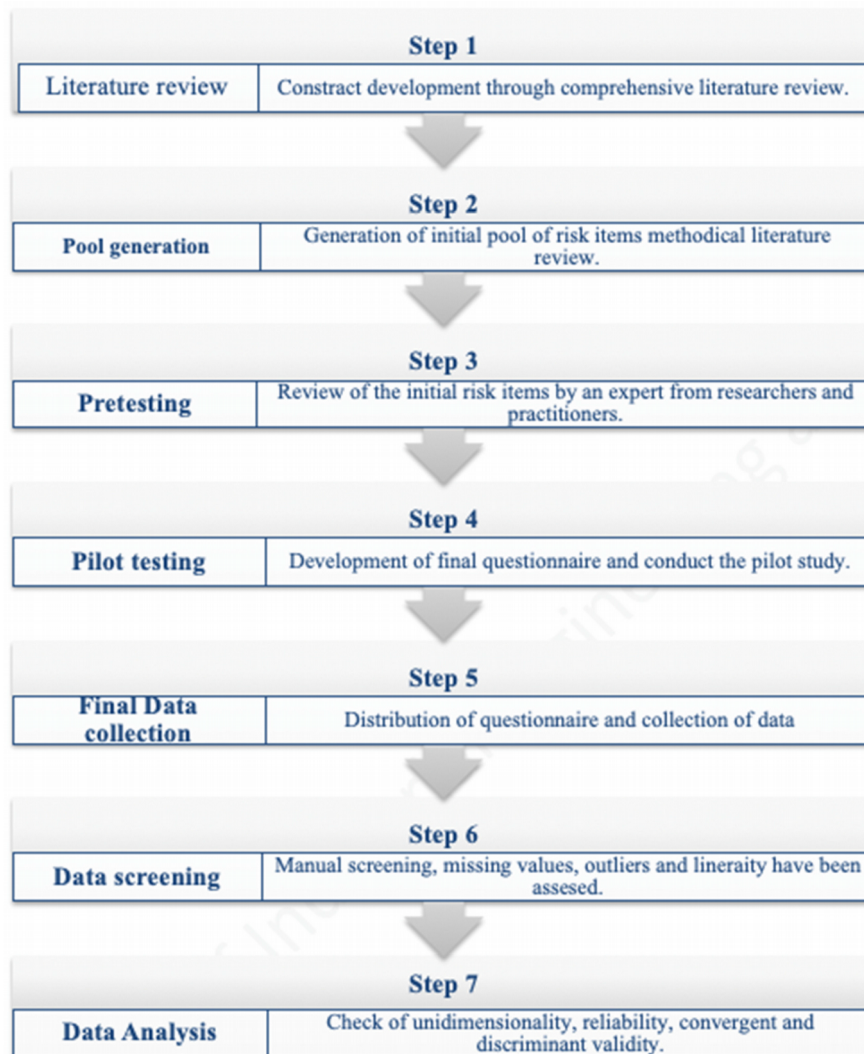 Step 1
Literature review
Constract development through comprehensive literature review.
Step 2
Pool generation
Generation of initial pool of risk items methodical literature
review.
Step 3
Pretesting
Review of the initial risk items by an expert from researchers and
practitioners.
Step 4
Pilot testing
Development of final questionnaire and conduct the pilot study.
Step 5
Final Data
collection
Distribution of questionnaire and collection of data
Step 6
Data screening
Manual screening, missing values, outliers and lineraity have been
assesed.
Step 7
Data Analysis
Check of unidimensionality, reliability, convergent and
discriminant validity.